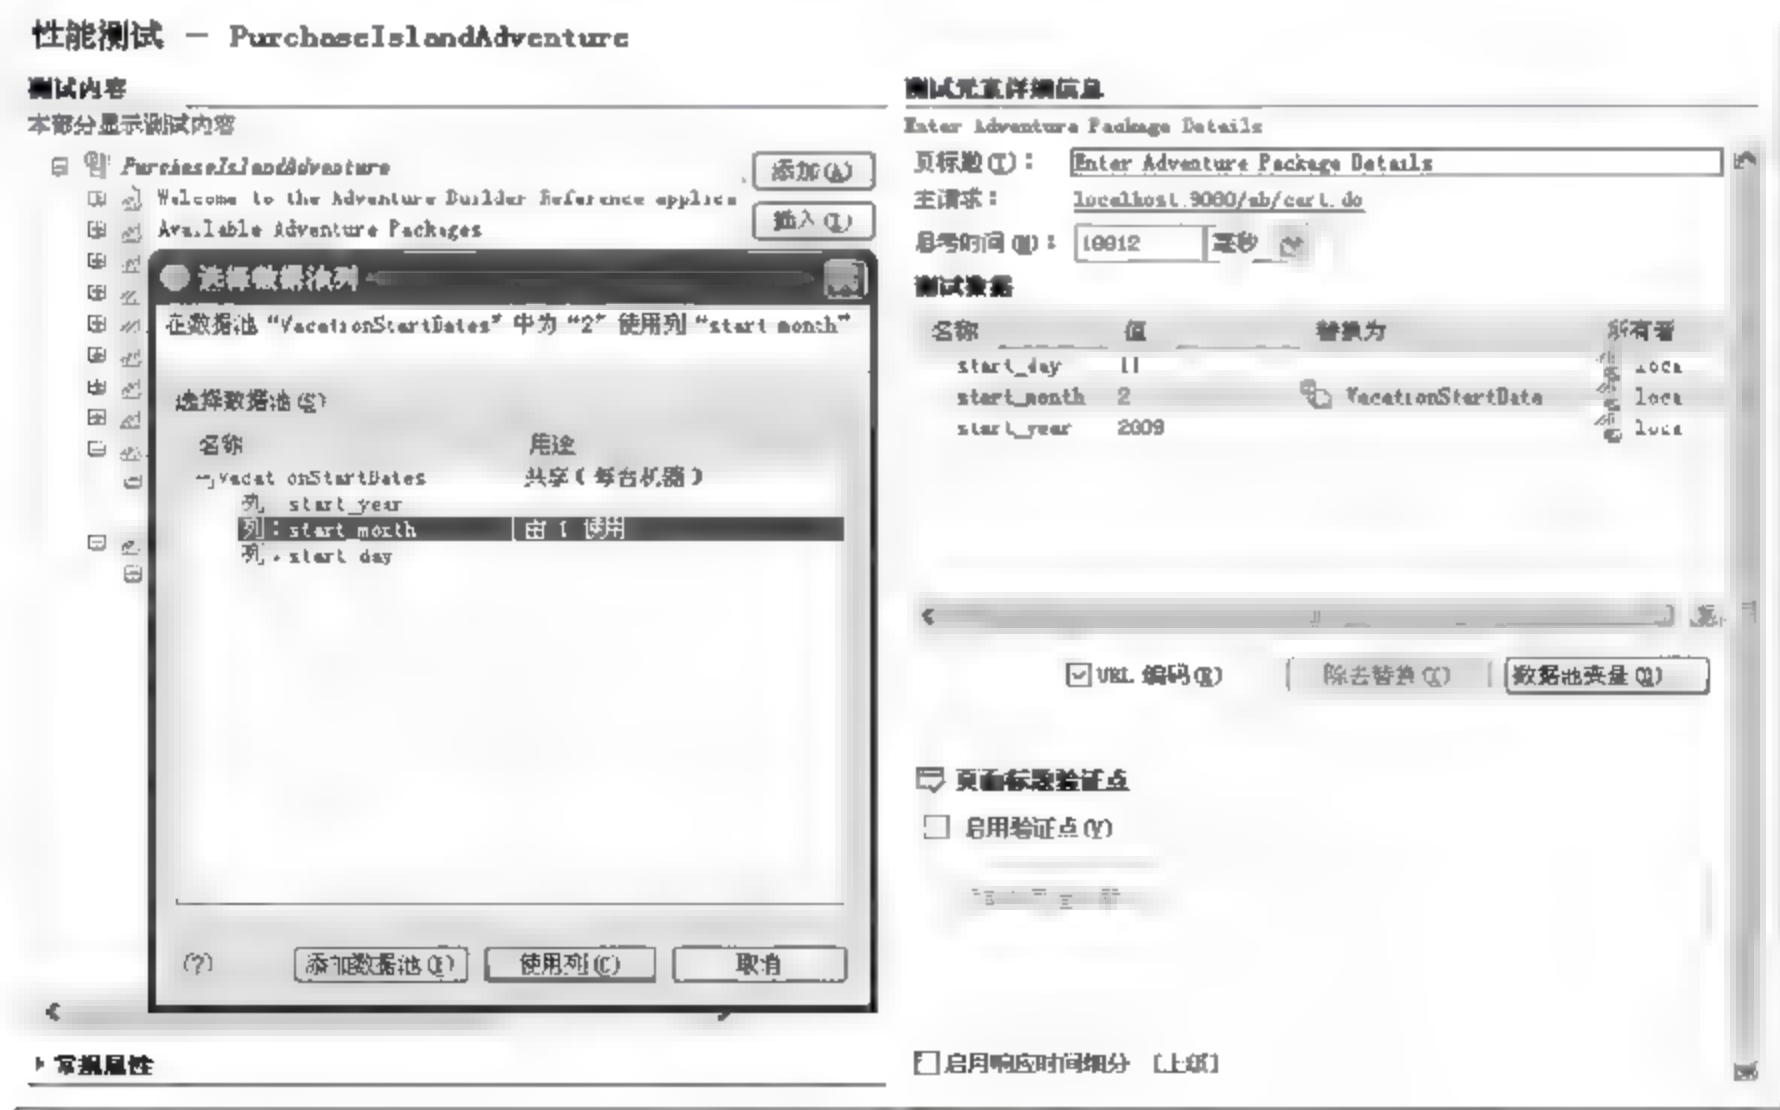 性能测试 — PurchaseIslandAdventure
测试内容
本部分显示测试内容
PurchaseIslandAdventure
Welcome to the Adventure Builder Reference applica
Available Adventure Packages
添加(A)
插入(I)
选择数据池列
在数据池“VacationStartDates”中为“2”使用列“start month”
选择数据池(S)
名称 用途
VacationStartDates 共享(每台机器)
列: start_year
列: start month 由 1 使用
列: start day
(?) 添加数据池(D) 使用列(C) 取消
常规属性
测试元素详细信息
Enter Adventure Package Details
页标题(T): Enter Adventure Package Details
主请求: localhost:9080/ab/cart.do
思考时间(M): 10012 毫秒
测试数据
名称 值 替换为 所有者
start_day 11 loca
start_month 2 VacationStartDate loca
start_year 2009 loca
URL 编码(R) 除去替换(X) 数据池变量(Q)
页面标题验证点
启用验证点(V)
启用响应时间细分 [上级]